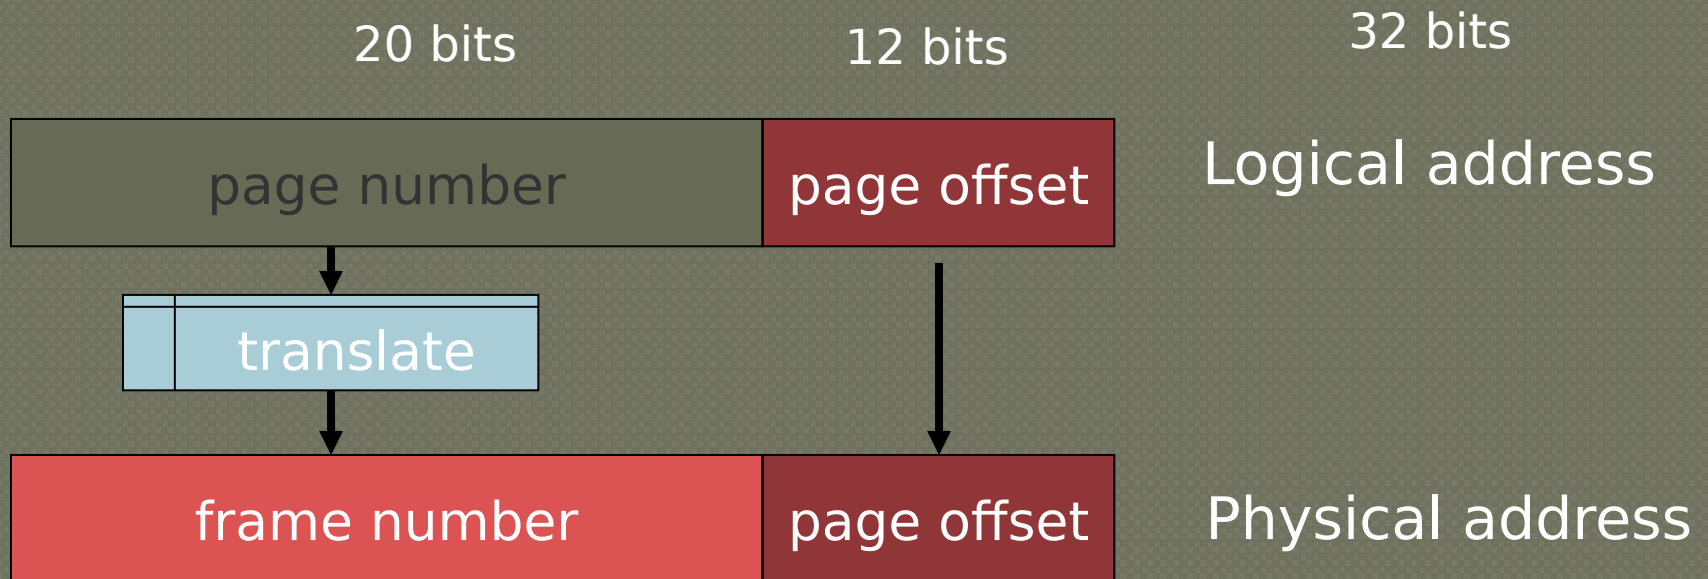 20 bits
12 bits
32 bits
page number
page offset
Logical address
translate
frame number
page offset
Physical address